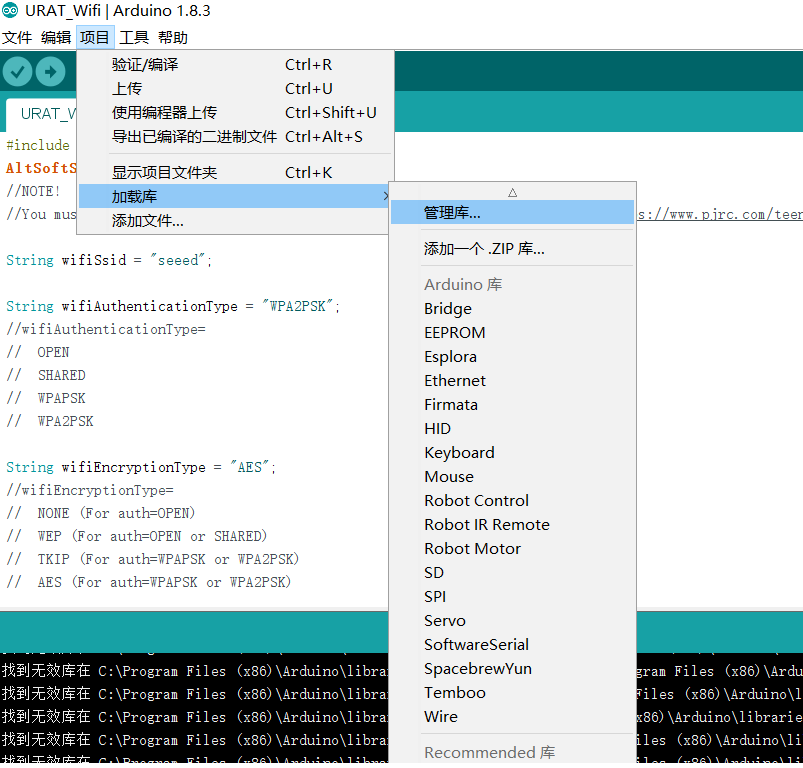 URAT_Wifi | Arduino 1.8.3
文件 编辑 项目 工具 帮助
验证/编译 Ctrl+R
上传 Ctrl+U
使用编程器上传 Ctrl+Shift+U
导出已编译的二进制文件 Ctrl+Alt+S
显示项目文件夹 Ctrl+K
加载库
添加文件...
管理库...
添加一个 .ZIP 库...
Arduino 库
Bridge
EEPROM
Esplora
Ethernet
Firmata
HID
Keyboard
Mouse
Robot Control
Robot IR Remote
Robot Motor
SD
SPI
Servo
SoftwareSerial
SpacebrewYun
Temboo
Wire
Recommended 库
URAT_W
#include
AltSoftS
//NOTE!
//You mus s://www.pjrc.com/teen
String wifiSsid = "seeed";
String wifiAuthenticationType = "WPA2PSK";
//wifiAuthenticationType=
// OPEN
// SHARED
// WPAPSK
// WPA2PSK
String wifiEncryptionType = "AES";
//wifiEncryptionType=
// NONE (For auth=OPEN)
// WEP (For auth=OPEN or SHARED)
// TKIP (For auth=WPAPSK or WPA2PSK)
// AES (For auth=WPAPSK or WPA2PSK)
找到无效库在 C:\Program Files (x86)\Arduino\librar gram Files (x86)\Ardu
找到无效库在 C:\Program Files (x86)\Arduino\librar Files (x86)\Arduino\l
找到无效库在 C:\Program Files (x86)\Arduino\librar x86)\Arduino\librarie
找到无效库在 C:\Program Files (x86)\Arduino\librar iles (x86)\Arduino\li